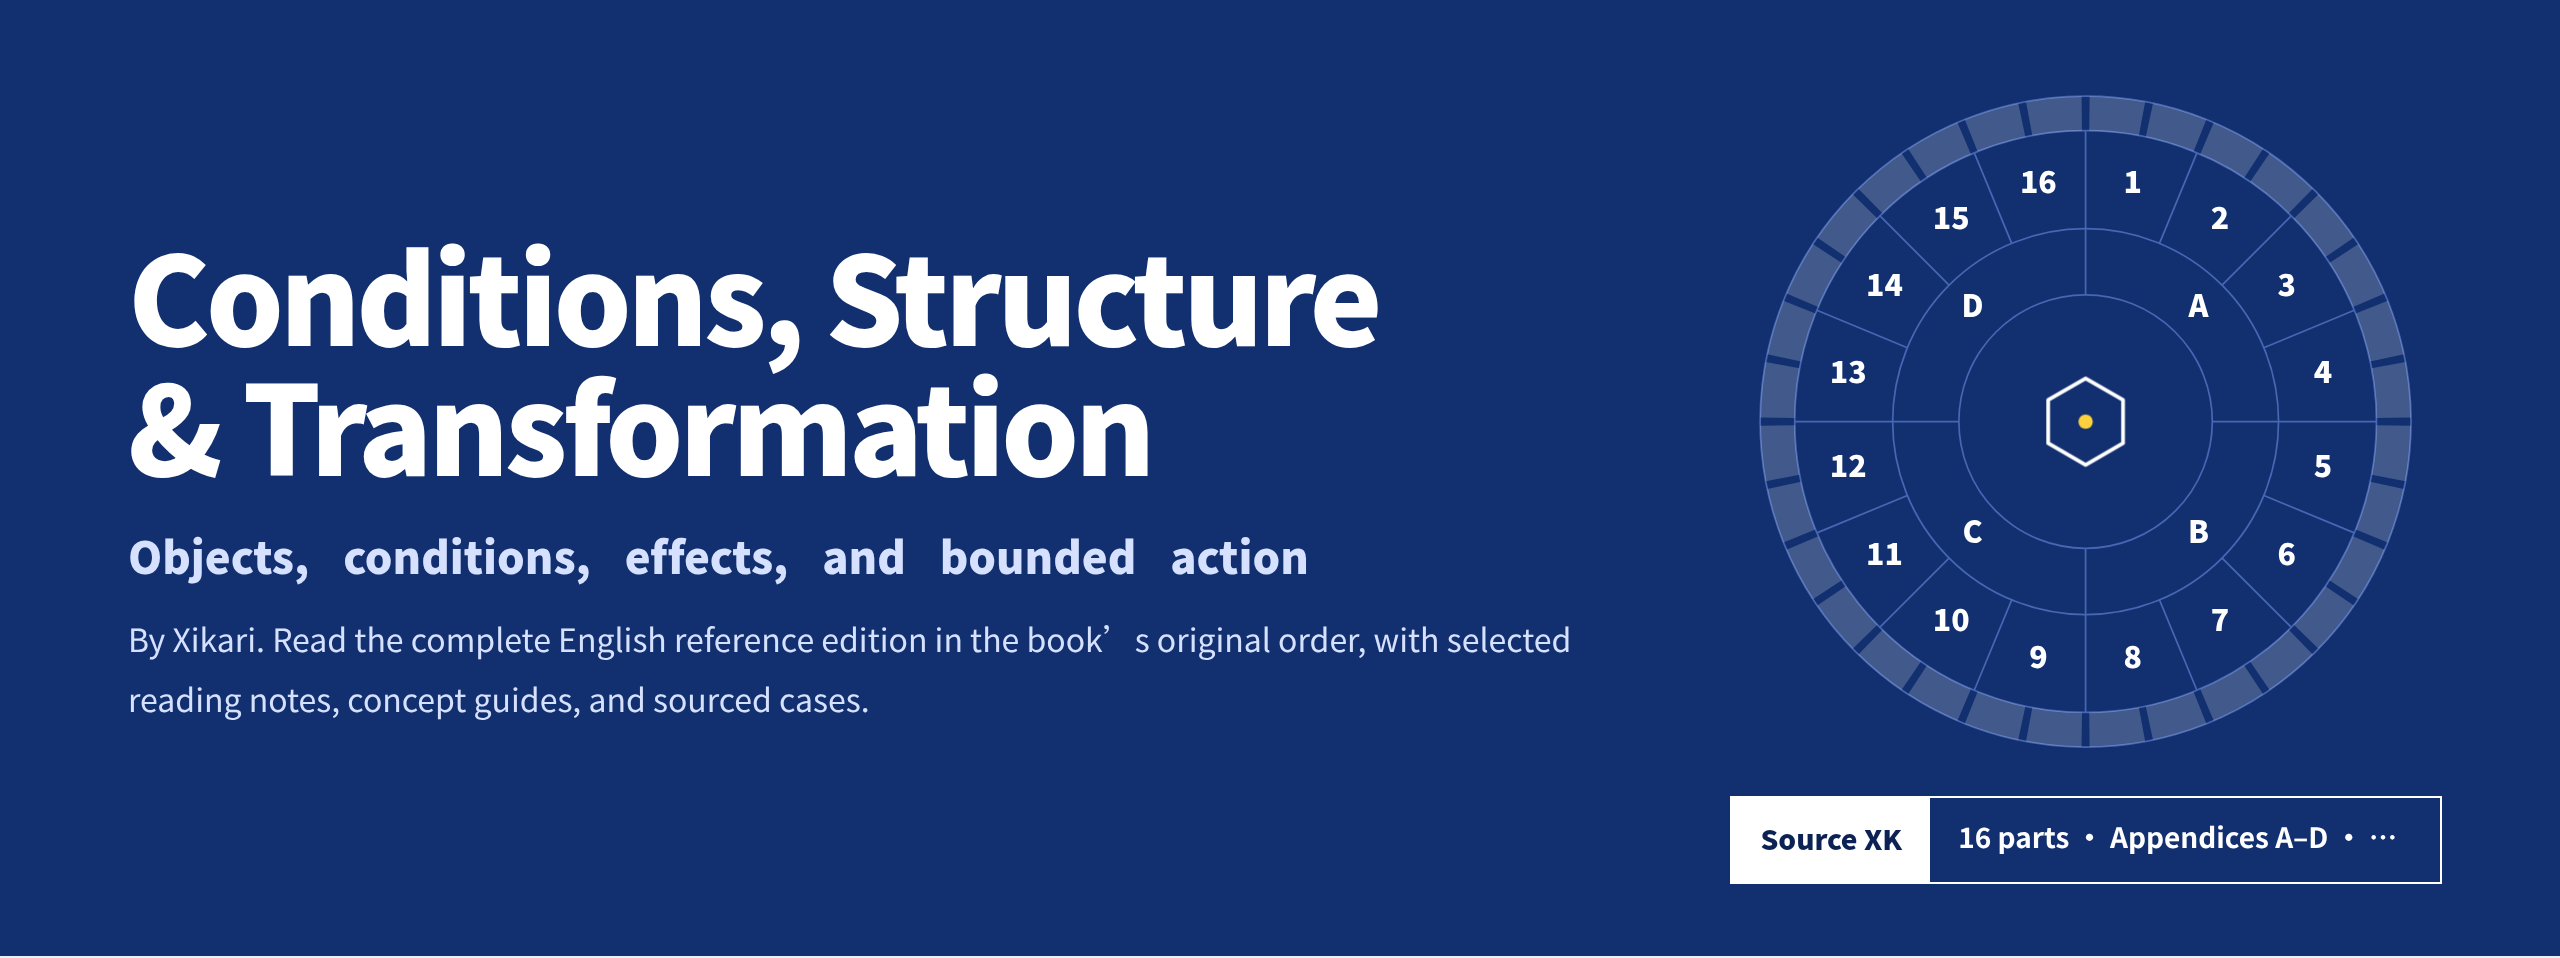 Conditions, Structure
& Transformation
Objects, conditions, effects, and bounded action
By Xikari. Read the complete English reference edition in the book’s original order, with selected
reading notes, concept guides, and sourced cases.
16
1
15
2
14
3
D
A
13
4
12
5
C
B
11
6
10
7
9
8
Source XK
16 parts • Appendices A–D • ···